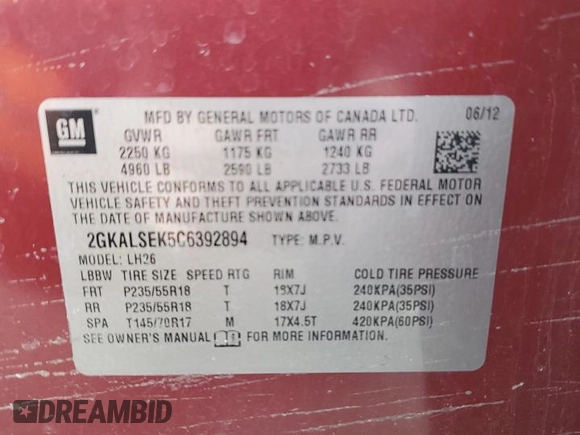 GM
MFD BY GENERAL MOTORS OF CANADA LTD. 06/12
GVWR GAWR FRT GAWR RR
2250 KG 1175 KG 1240 KG
4960 LB 2590 LB 2733 LB
THIS VEHICLE CONFORMS TO ALL APPLICABLE U.S. FEDERAL MOTOR
VEHICLE SAFETY AND THEFT PREVENTION STANDARDS IN EFFECT ON THE
DATE OF MANUFACTURE SHOWN ABOVE.
2GKALSEK5C6392894 TYPE: M.P.V.
MODEL: LH26
LBBW TIRE SIZE SPEED RTG RIM COLD TIRE PRESSURE
FRT P235/55R18 T 18X7J 240KPA(35PSI)
RR P235/55R18 T 18X7J 240KPA(35PSI)
SPA T145/70R17 M 17X4.5T 420KPA(60PSI)
SEE OWNER'S MANUAL FOR MORE INFORMATION.
DREAMBID